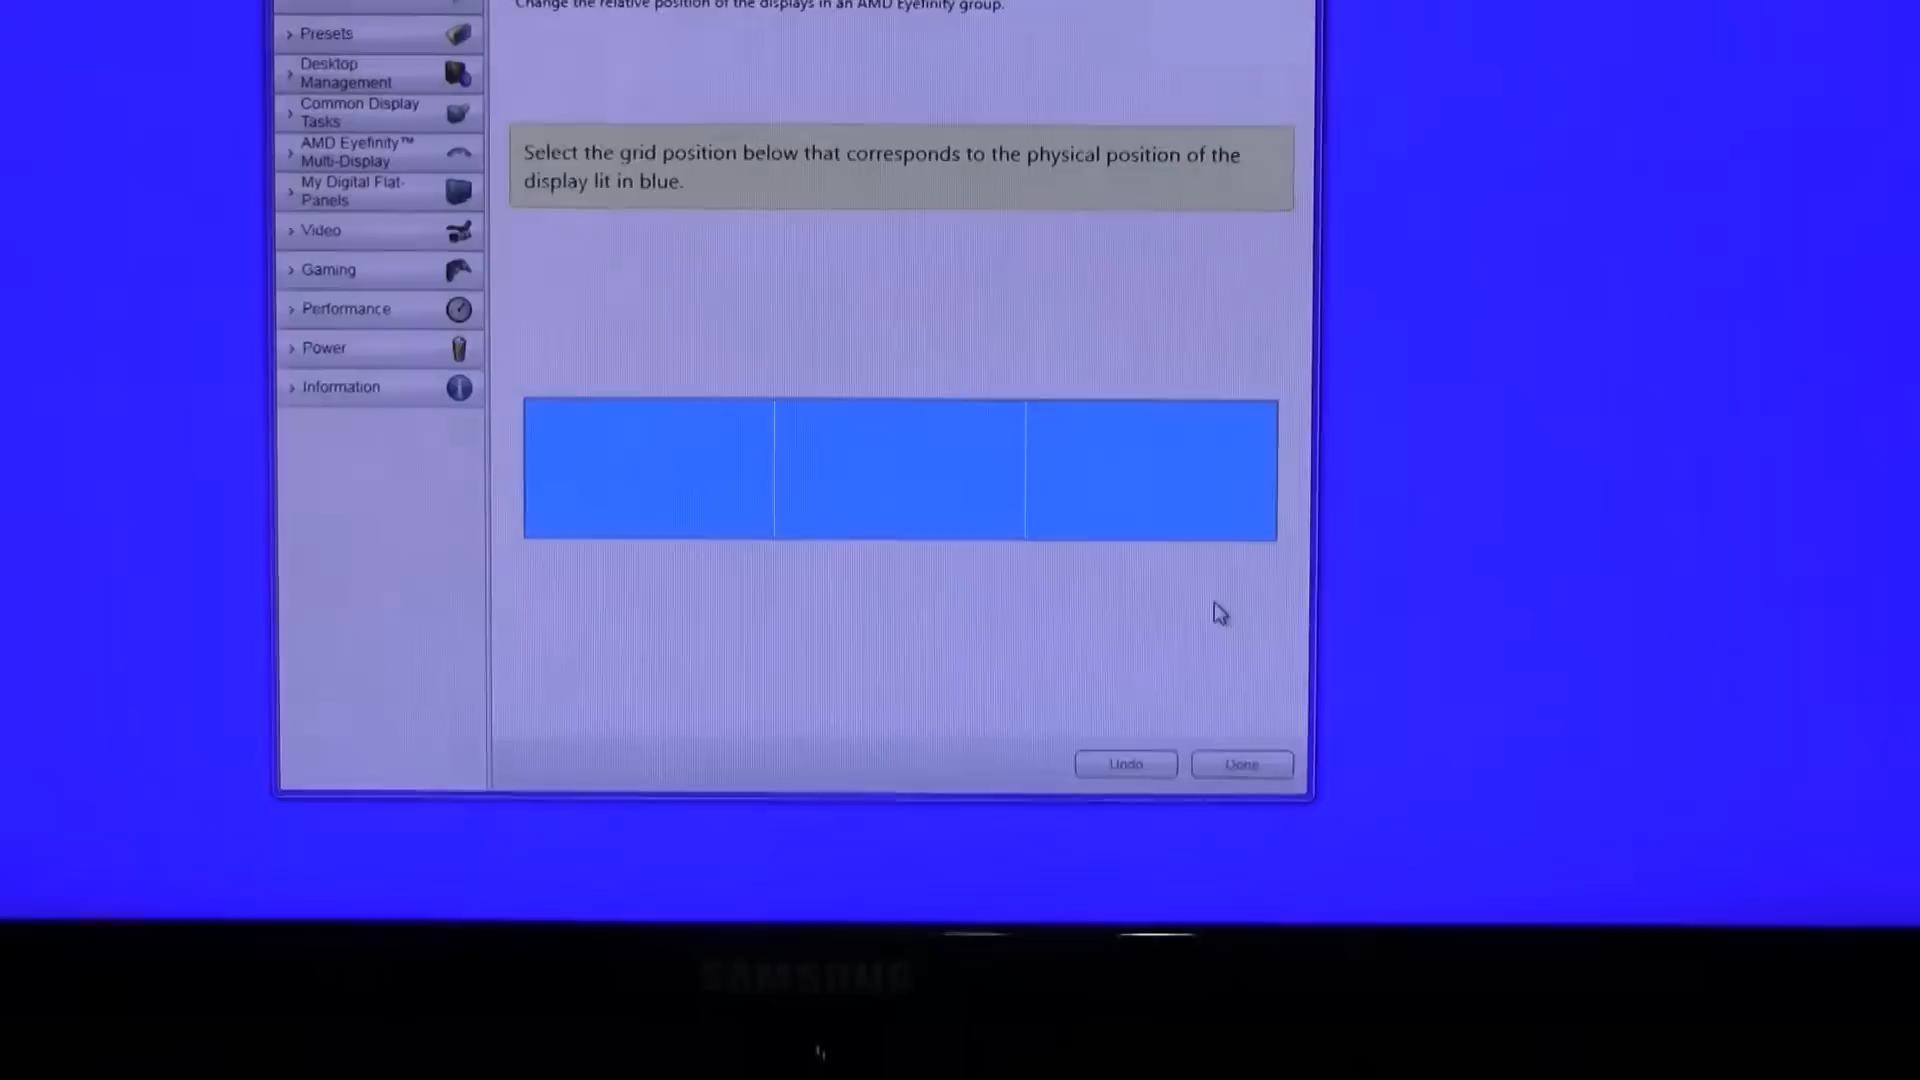 Change the relative position of the displays in an AMD Eyefinity group.
Presets
Desktop
Management
Common Display
Tasks
AMD Eyefinity™
Multi-Display
My Digital Flat-
Panels
Video
Gaming
Performance
Power
Information
Select the grid position below that corresponds to the physical position of the
display lit in blue.
Undo
Done
SAMSUNG